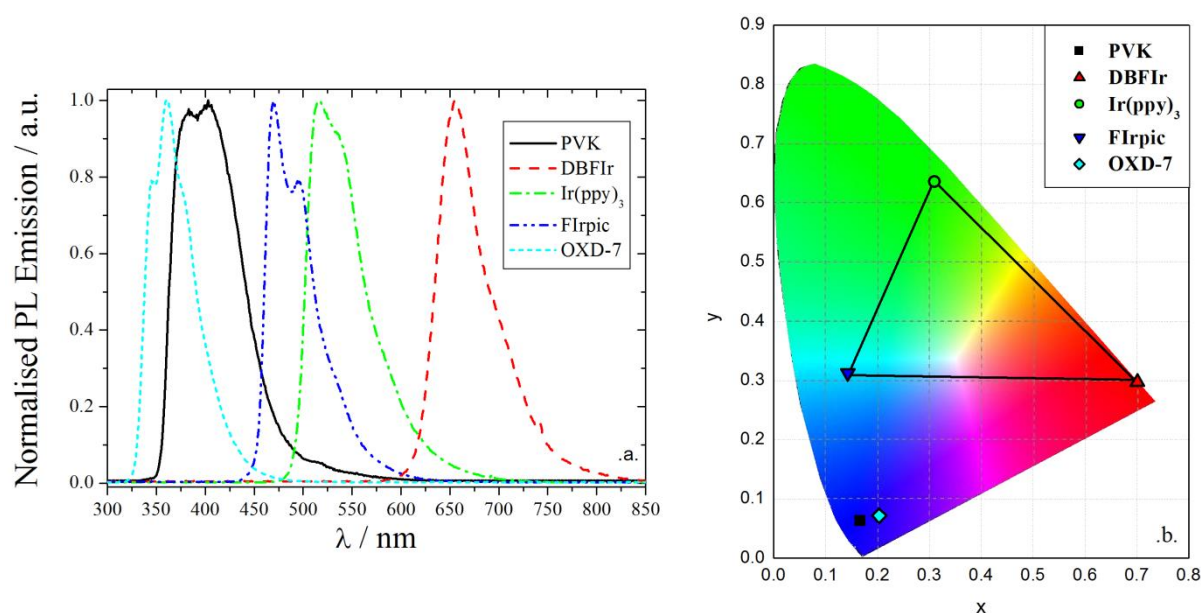 Normalised PL Emission / a.u.
1.0
0.8
0.6
0.4
0.2
0.0
PVK
DBFIr
Ir(ppy)3
FIrpic
OXD-7
.a.
300 350 400 450 500 550 600 650 700 750 800 850
λ / nm
y
0.9
0.8
0.7
0.6
0.5
0.4
0.3
0.2
0.1
0.0
PVK
DBFIr
Ir(ppy)3
FIrpic
OXD-7
.b.
0.0 0.1 0.2 0.3 0.4 0.5 0.6 0.7 0.8
x